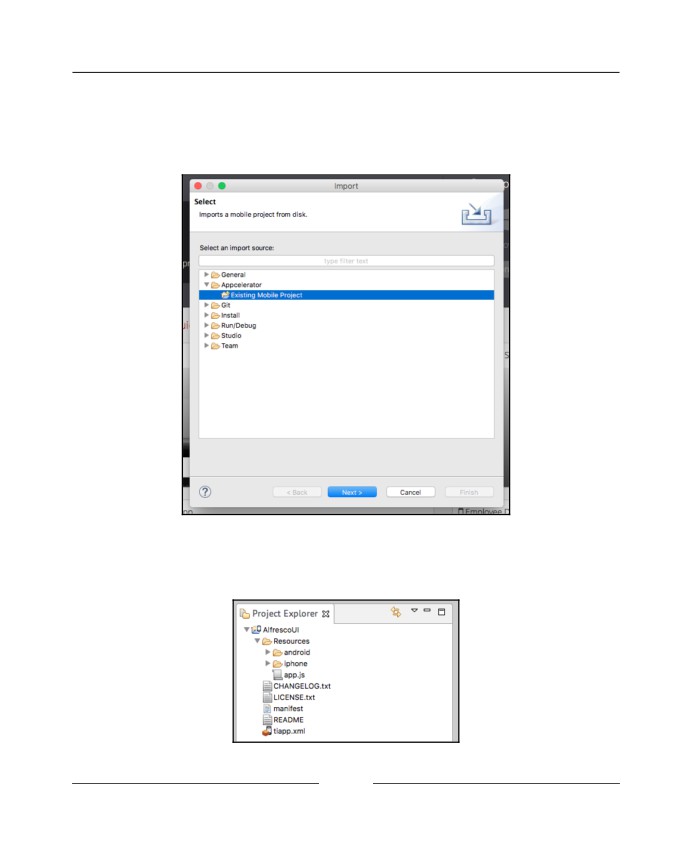 Import
Select
Imports a mobile project from disk.
Select an import source:
type filter text
General
Appcelerator
Existing Mobile Project
Git
Install
Run/Debug
Studio
Team
?
< Back
Next >
Cancel
Finish
Employee D
Project Explorer
AlfrescoUI
Resources
android
iphone
app.js
CHANGELOG.txt
LICENSE.txt
manifest
README
tiapp.xml